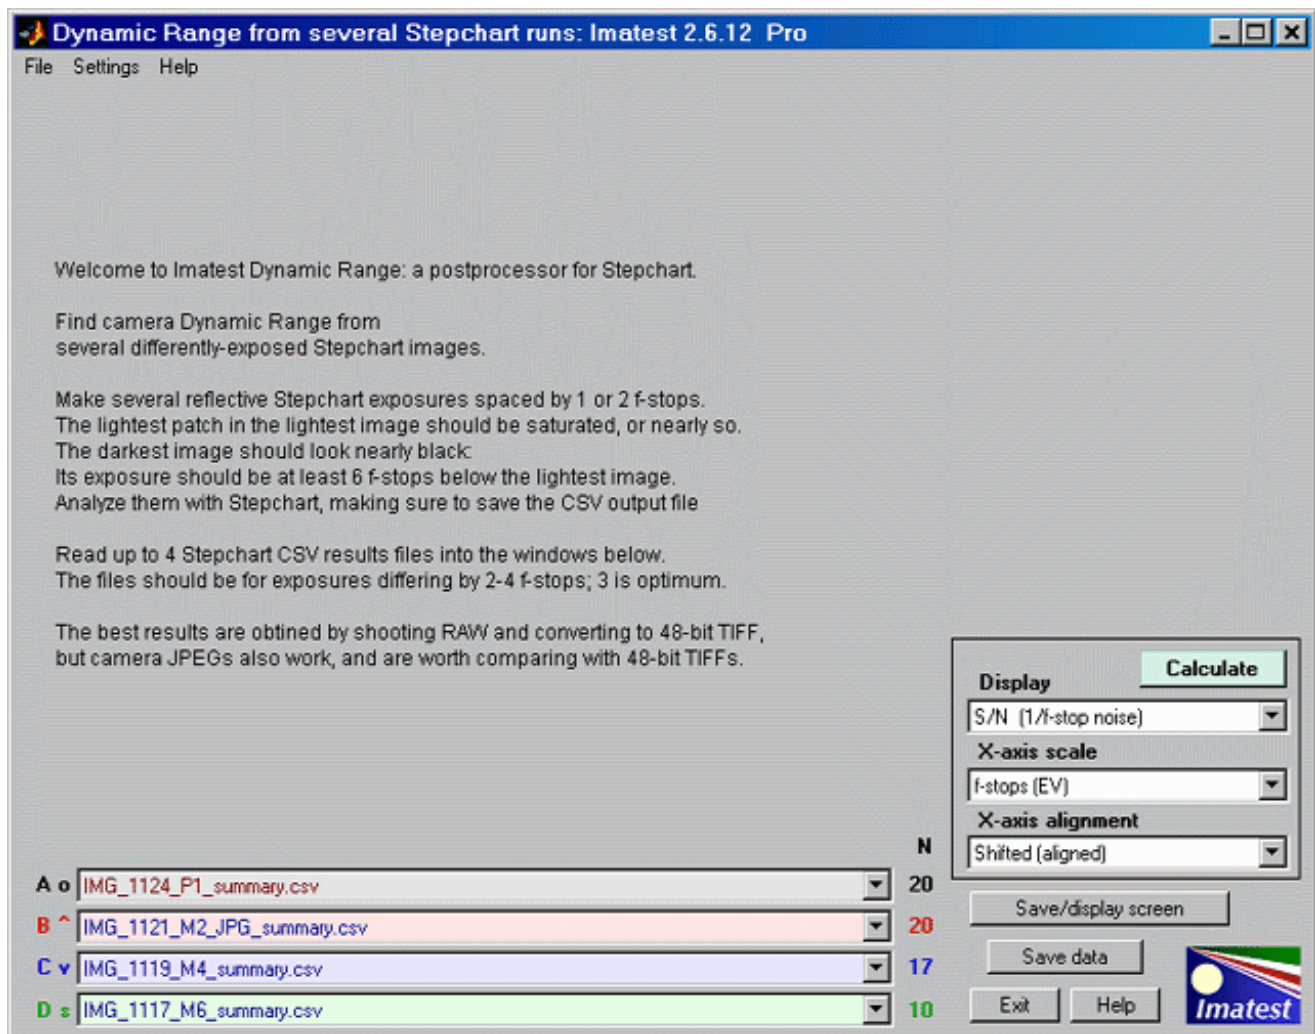 Dynamic Range from several Stepchart runs: Imatest 2.6.12 Pro
File Settings Help
Welcome to Imatest Dynamic Range: a postprocessor for Stepchart.
Find camera Dynamic Range from
several differently-exposed Stepchart images.
Make several reflective Stepchart exposures spaced by 1 or 2 f-stops.
The lightest patch in the lightest image should be saturated, or nearly so.
The darkest image should look nearly black:
Its exposure should be at least 6 f-stops below the lightest image.
Analyze them with Stepchart, making sure to save the CSV output file
Read up to 4 Stepchart CSV results files into the windows below.
The files should be for exposures differing by 2-4 f-stops; 3 is optimum.
The best results are obtined by shooting RAW and converting to 48-bit TIFF,
but camera JPEGs also work, and are worth comparing with 48-bit TIFFs.
Calculate
Display
S/N (1/f-stop noise)
X-axis scale
f-stops (EV)
X-axis alignment
Shifted (aligned)
N
A o IMG_1124_P1_summary.csv 20
B ^ IMG_1121_M2_JPG_summary.csv 20
C v IMG_1119_M4_summary.csv 17
D s IMG_1117_M6_summary.csv 10
Save/display screen
Save data
Exit Help
Imatest